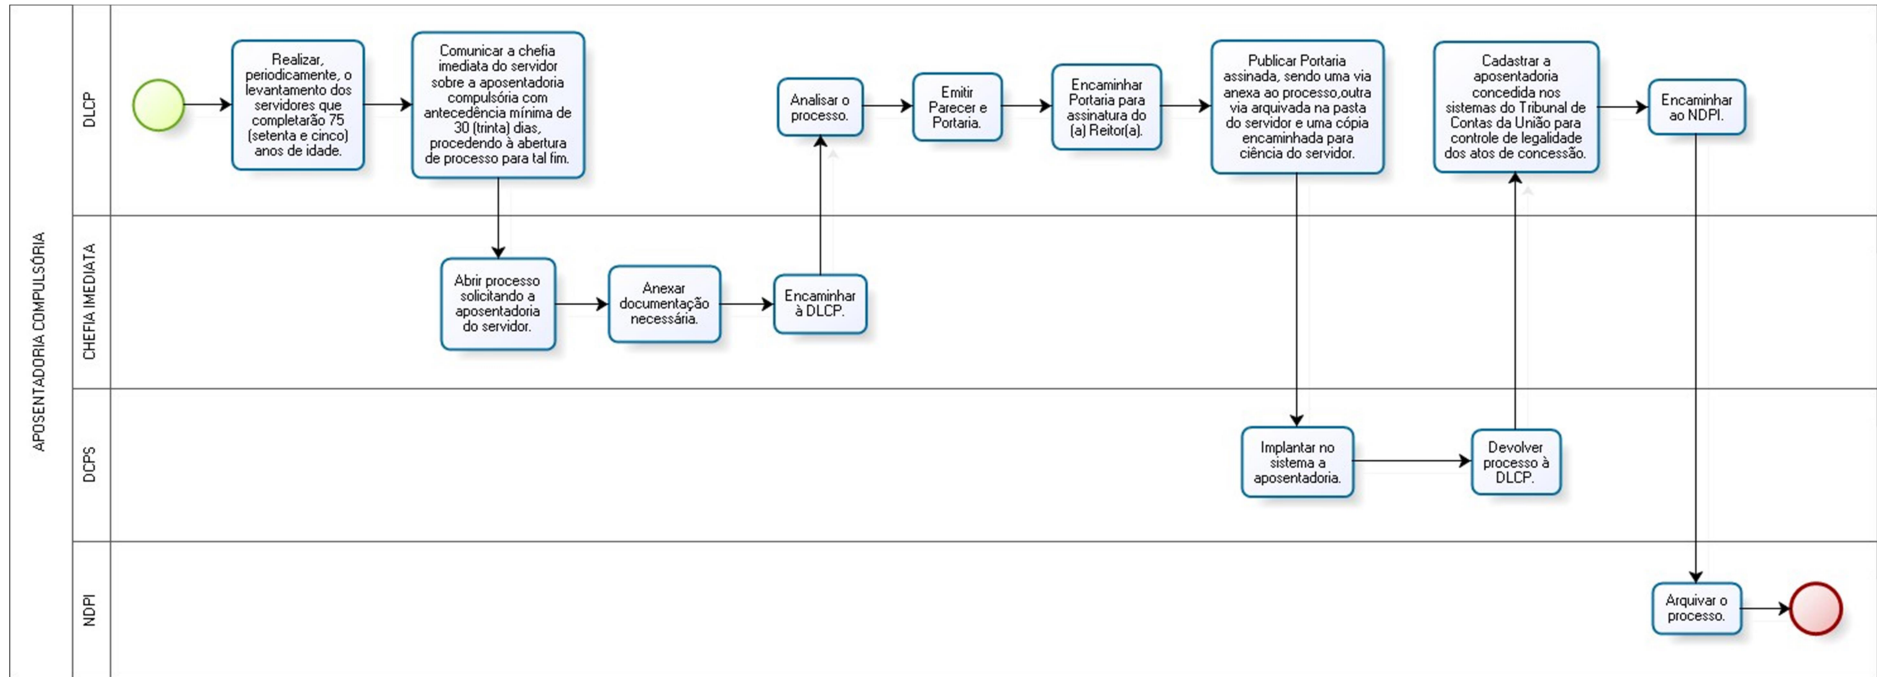 APOSENTADORIA COMPULSÓRIA
DLCP
Realizar,
periodicamente, o
levantamento dos
servidores que
completarão 75
(setenta e cinco)
anos de idade.
Comunicar a chefia
imediata do servidor
sobre a aposentadoria
compulsória com
antecedência mínima de
30 (trinta) dias,
procedendo à abertura
de processo para tal fim.
Analisar o
processo.
Emitir
Parecer e
Portaria.
Encaminhar
Portaria para
assinatura do
(a) Reitor(a).
Publicar Portaria
assinada, sendo uma via
anexa ao processo,outra
via arquivada na pasta
do servidor e uma cópia
encaminhada para
ciência do servidor.
Cadastrar a
aposentadoria
concedida nos
sistemas do Tribunal de
Contas da União para
controle de legalidade
dos atos de concessão.
Encaminhar
ao NDPI.
CHEFIA IMEDIATA
Abrir processo
solicitando a
aposentadoria
do servidor.
Anexar
documentação
necessária.
Encaminhar
à DLCP.
DCPS
Implantar no
sistema a
aposentadoria.
Devolver
processo à
DLCP.
NDPI
Arquivar o
processo.